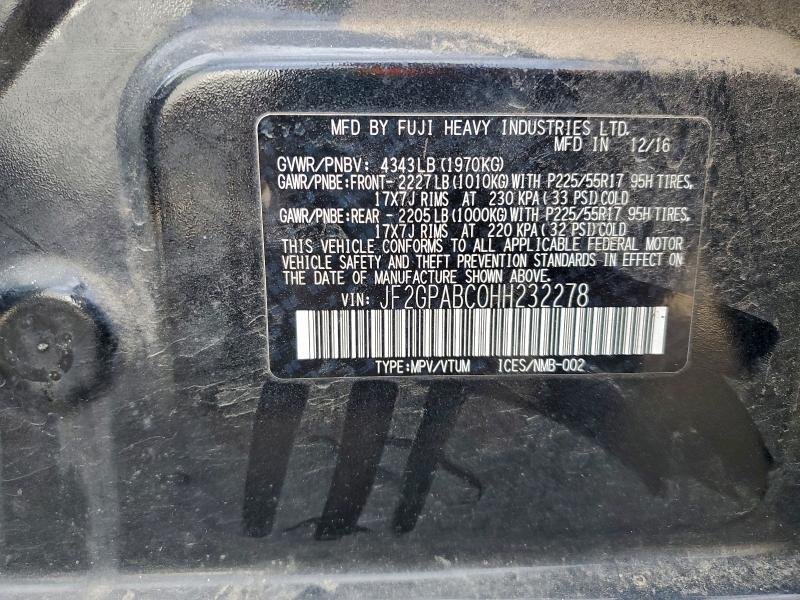 MFD BY FUJI HEAVY INDUSTRIES LTD.
MFD IN 12/16
GVWR/PNBV: 4343LB(1970KG)
GAWR/PNBE:FRONT-2227LB(1010KG)WITH P225/55R17 95H TIRES,
17X7J RIMS AT 230 KPA(33 PSI)COLD
GAWR/PNBE:REAR -2205LB(1000KG)WITH P225/55R17 95H TIRES,
17X7J RIMS AT 220 KPA(32 PSI)COLD
THIS VEHICLE CONFORMS TO ALL APPLICABLE FEDERAL MOTOR
VEHICLE SAFETY AND THEFT PREVENTION STANDARDS IN EFFECT ON
THE DATE OF MANUFACTURE SHOWN ABOVE.
VIN: JF2GPABC0HH232278
TYPE:MPV/VTUM ICES/NMB-002